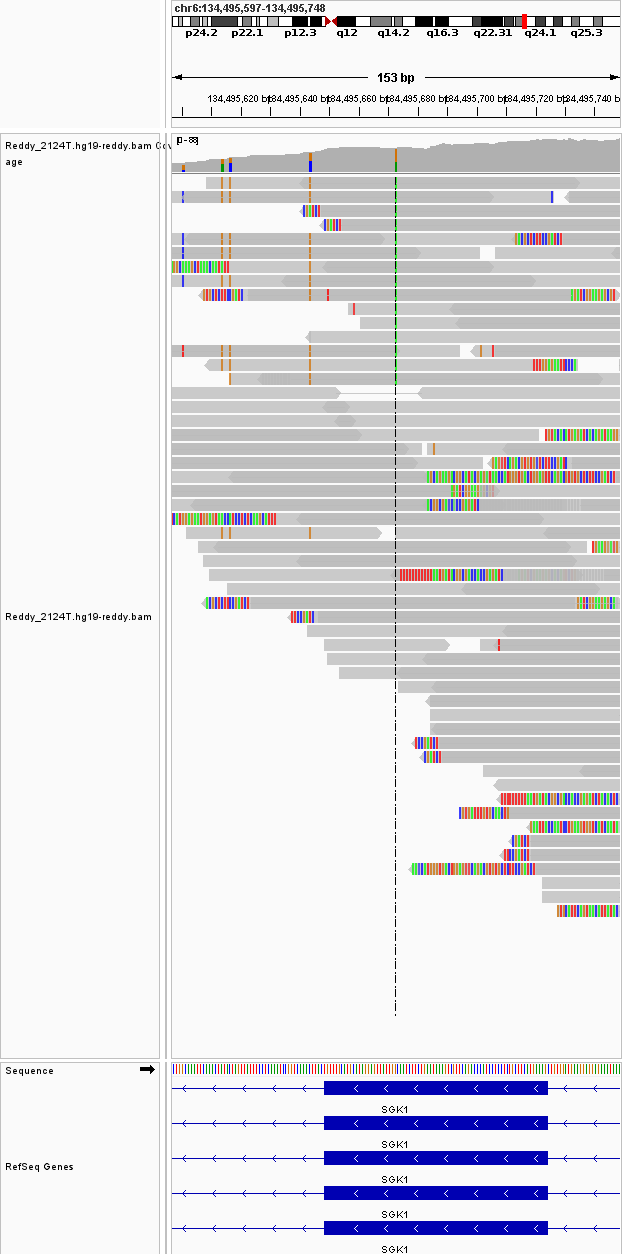 chr6:134,495,597-134,495,748
p24.2 p22.1 p12.3 q12 q14.2 q16.3 q22.31 q24.1 q25.3
153 bp
134,495,620 bp 134,495,640 bp 134,495,660 bp 134,495,680 bp 134,495,700 bp 134,495,720 bp 134,495,740 bp
Reddy_2124T.hg19-reddy.bam Cov
age
[0-88]
Reddy_2124T.hg19-reddy.bam
Sequence
SGK1
SGK1
RefSeq Genes
SGK1
SGK1
SGK1